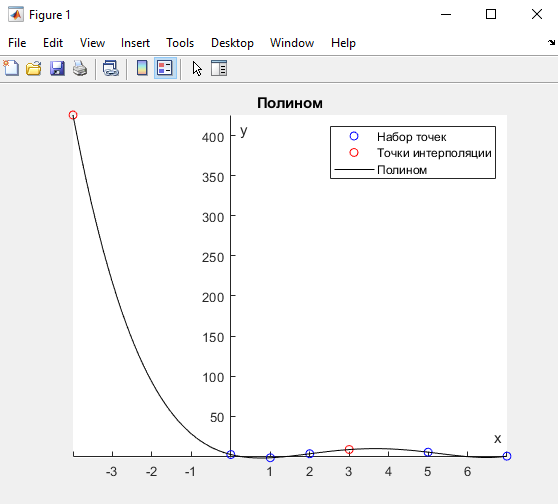 Figure 1
File Edit View Insert Tools Desktop Window Help
Полином
y
400
350
300
250
200
150
100
50
Набор точек
Точки интерполяции
Полином
x
-3 -2 -1 1 2 3 4 5 6